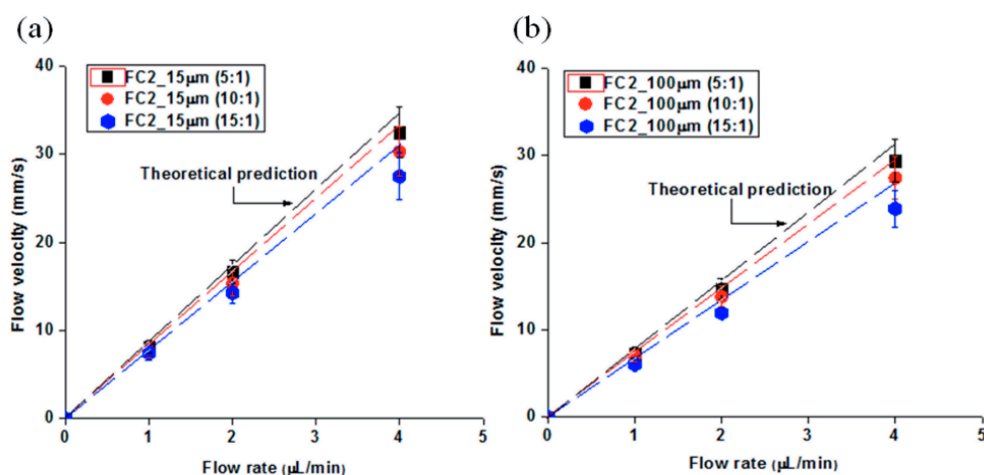 (a)
FC2_15µm (5:1)
FC2_15µm (10:1)
FC2_15µm (15:1)
Theoretical prediction
Flow velocity (mm/s)
40
30
20
10
0
0 1 2 3 4 5
Flow rate (µL/min)
(b)
FC2_100µm (5:1)
FC2_100µm (10:1)
FC2_100µm (15:1)
Theoretical prediction
Flow velocity (mm/s)
40
30
20
10
0
0 1 2 3 4 5
Flow rate (µL/min)